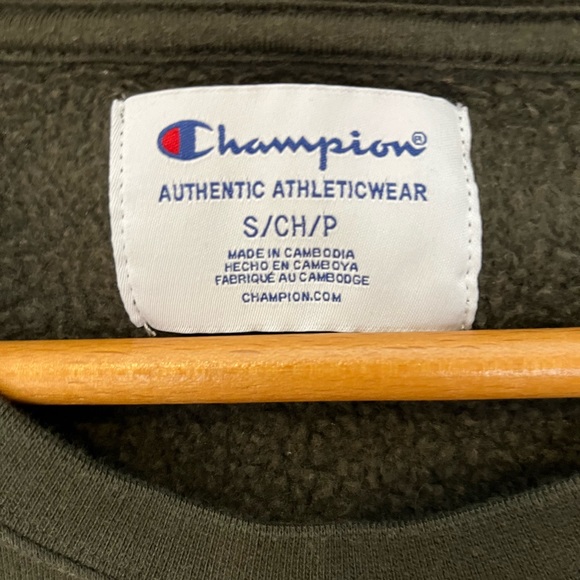 Champion®
AUTHENTIC ATHLETICWEAR
S/CH/P
MADE IN CAMBODIA
HECHO EN CAMBOYA
FABRIQUÉ AU CAMBODGE
CHAMPION.COM